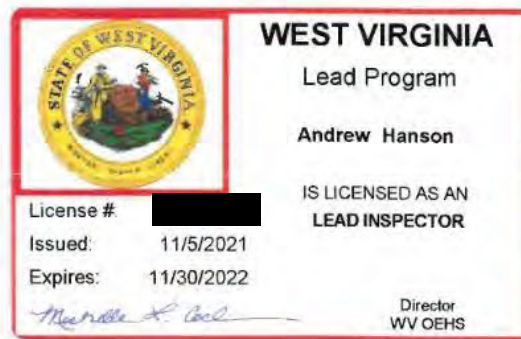 STATE OF WEST VIRGINIA
WEST VIRGINIA
Lead Program
Andrew Hanson
IS LICENSED AS AN
LEAD INSPECTOR
License #:
Issued: 11/5/2021
Expires: 11/30/2022
Director
WV OEHS